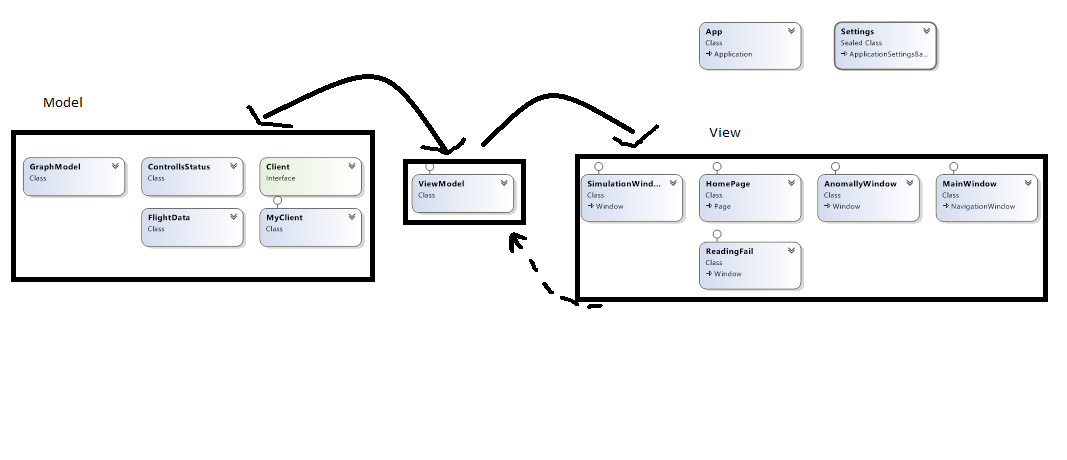 App
Class
Application
Settings
Sealed Class
ApplicationSettingsBa...
Model
View
GraphModel
Class
ControllsStatus
Class
Client
Interface
FlightData
Class
MyClient
Class
ViewModel
Class
SimulationWind...
Class
Window
HomePage
Class
Page
AnomallyWindow
Class
Window
MainWindow
Class
NavigationWindow
ReadingFail
Class
Window